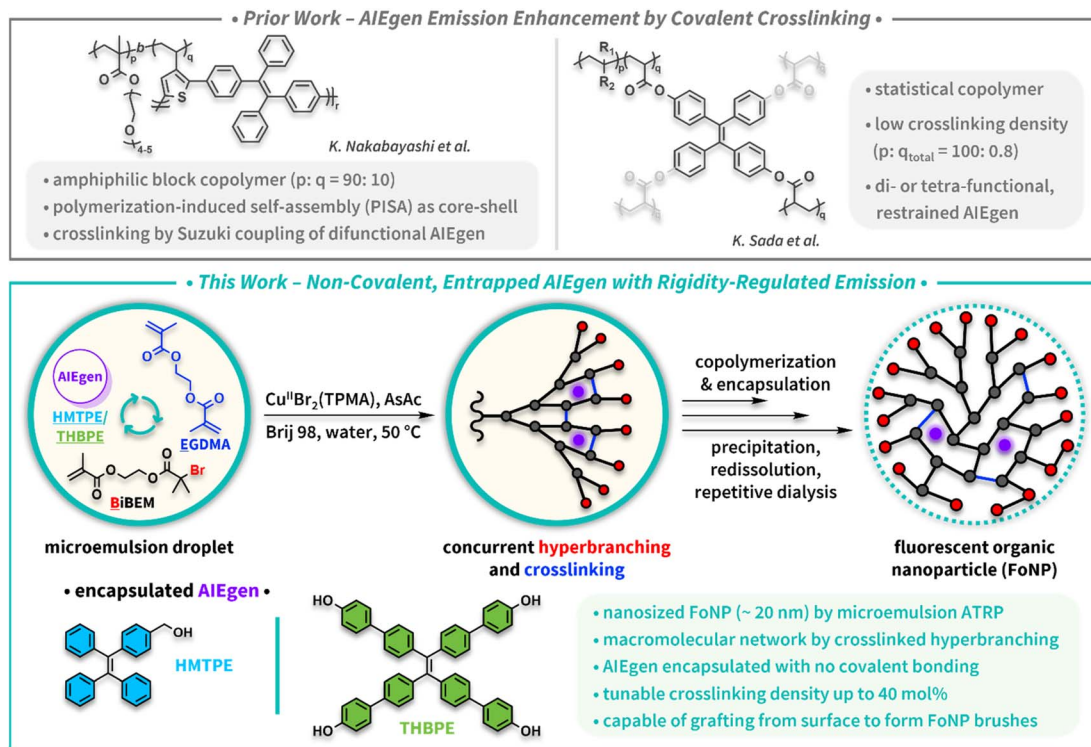 • Prior Work – AIEgen Emission Enhancement by Covalent Crosslinking •
p
b
q
O
O
S
O
4-5
r
K. Nakabayashi et al.
• amphiphilic block copolymer (p: q = 90: 10)
• polymerization-induced self-assembly (PISA) as core-shell
• crosslinking by Suzuki coupling of difunctional AIEgen
R1
p
q
q
R2
O
O
O
O
O
O
O
O
q
q
K. Sada et al.
• statistical copolymer
• low crosslinking density
(p: qtotal = 100: 0.8)
• di- or tetra-functional,
restrained AIEgen
• This Work – Non-Covalent, Entrapped AIEgen with Rigidity-Regulated Emission •
AIEgen
HMTPE/
THBPE
O
O
O
O
EGDMA
O
O
O
O
Br
BiBEM
microemulsion droplet
CuIIBr2(TPMA), AsAc
Brij 98, water, 50 °C
concurrent hyperbranching
and crosslinking
copolymerization
& encapsulation
precipitation,
redissolution,
repetitive dialysis
fluorescent organic
nanoparticle (FoNP)
• encapsulated AIEgen •
OH
HMTPE
HO
OH
HO
OH
THBPE
• nanosized FoNP (~ 20 nm) by microemulsion ATRP
• macromolecular network by crosslinked hyperbranching
• AIEgen encapsulated with no covalent bonding
• tunable crosslinking density up to 40 mol%
• capable of grafting from surface to form FoNP brushes